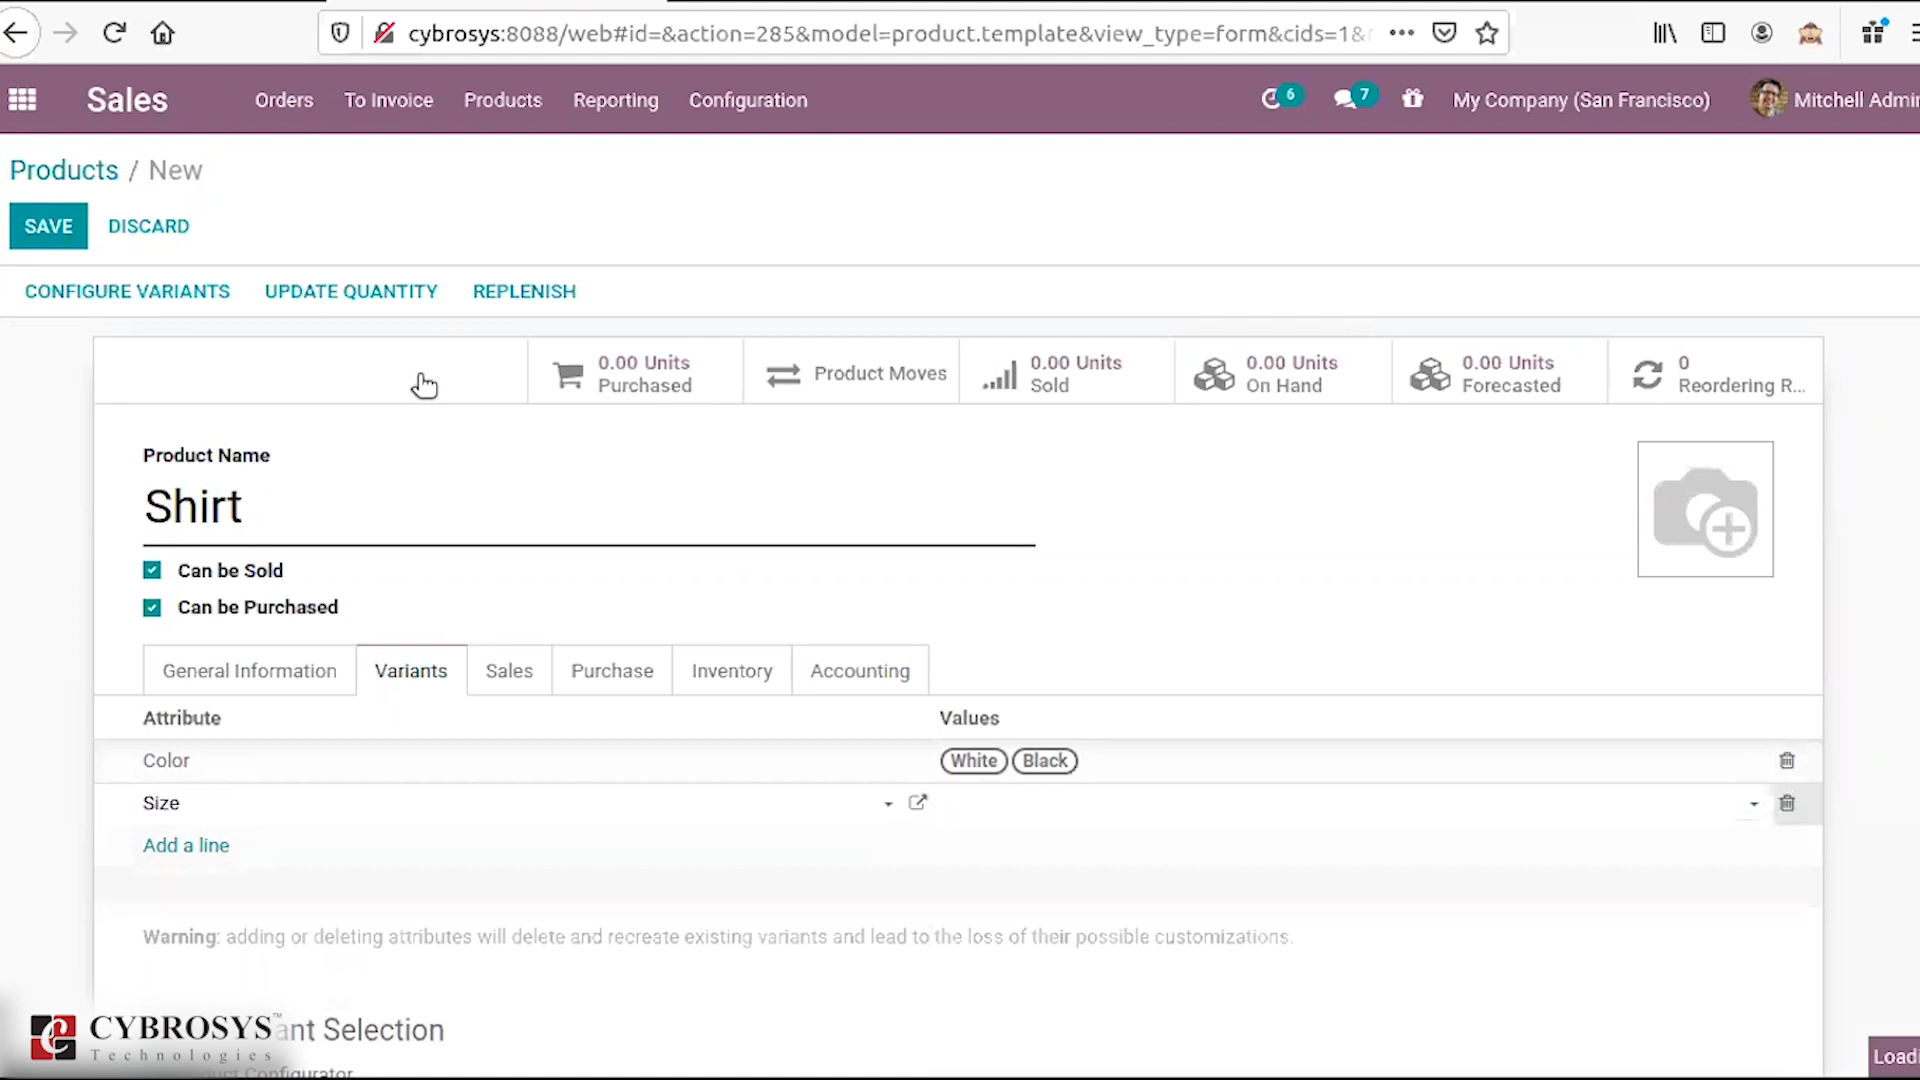 cybrosys:8088/web#id=&action=285&model=product.template&view_type=form&cids=1&
Sales
Orders
To Invoice
Products
Reporting
Configuration
6
7
My Company (San Francisco)
Mitchell Admin
Products / New
SAVE
DISCARD
CONFIGURE VARIANTS
UPDATE QUANTITY
REPLENISH
0.00 Units
Purchased
Product Moves
0.00 Units
Sold
0.00 Units
On Hand
0.00 Units
Forecasted
0
Reordering R...
Product Name
Shirt
Can be Sold
Can be Purchased
General Information
Variants
Sales
Purchase
Inventory
Accounting
Attribute
Values
Color
White
Black
Size
Add a line
Warning: adding or deleting attributes will delete and recreate existing variants and lead to the loss of their possible customizations.
CYBROSYS™
Technologies
ant Selection
Configurator
Loadi